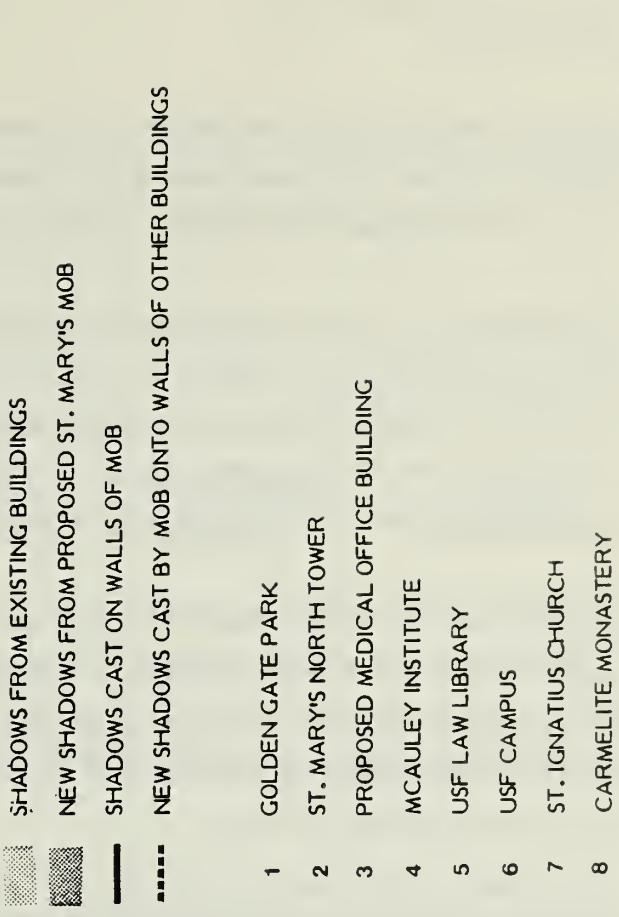 SHADOWS FROM EXISTING BUILDINGS
NEW SHADOWS FROM PROPOSED ST. MARY'S MOB
SHADOWS CAST ON WALLS OF MOB
NEW SHADOWS CAST BY MOB ONTO WALLS OF OTHER BUILDINGS
1 GOLDEN GATE PARK
2 ST. MARY'S NORTH TOWER
3 PROPOSED MEDICAL OFFICE BUILDING
4 MCAULEY INSTITUTE
5 USF LAW LIBRARY
6 USF CAMPUS
7 ST. IGNATIUS CHURCH
8 CARMELITE MONASTERY